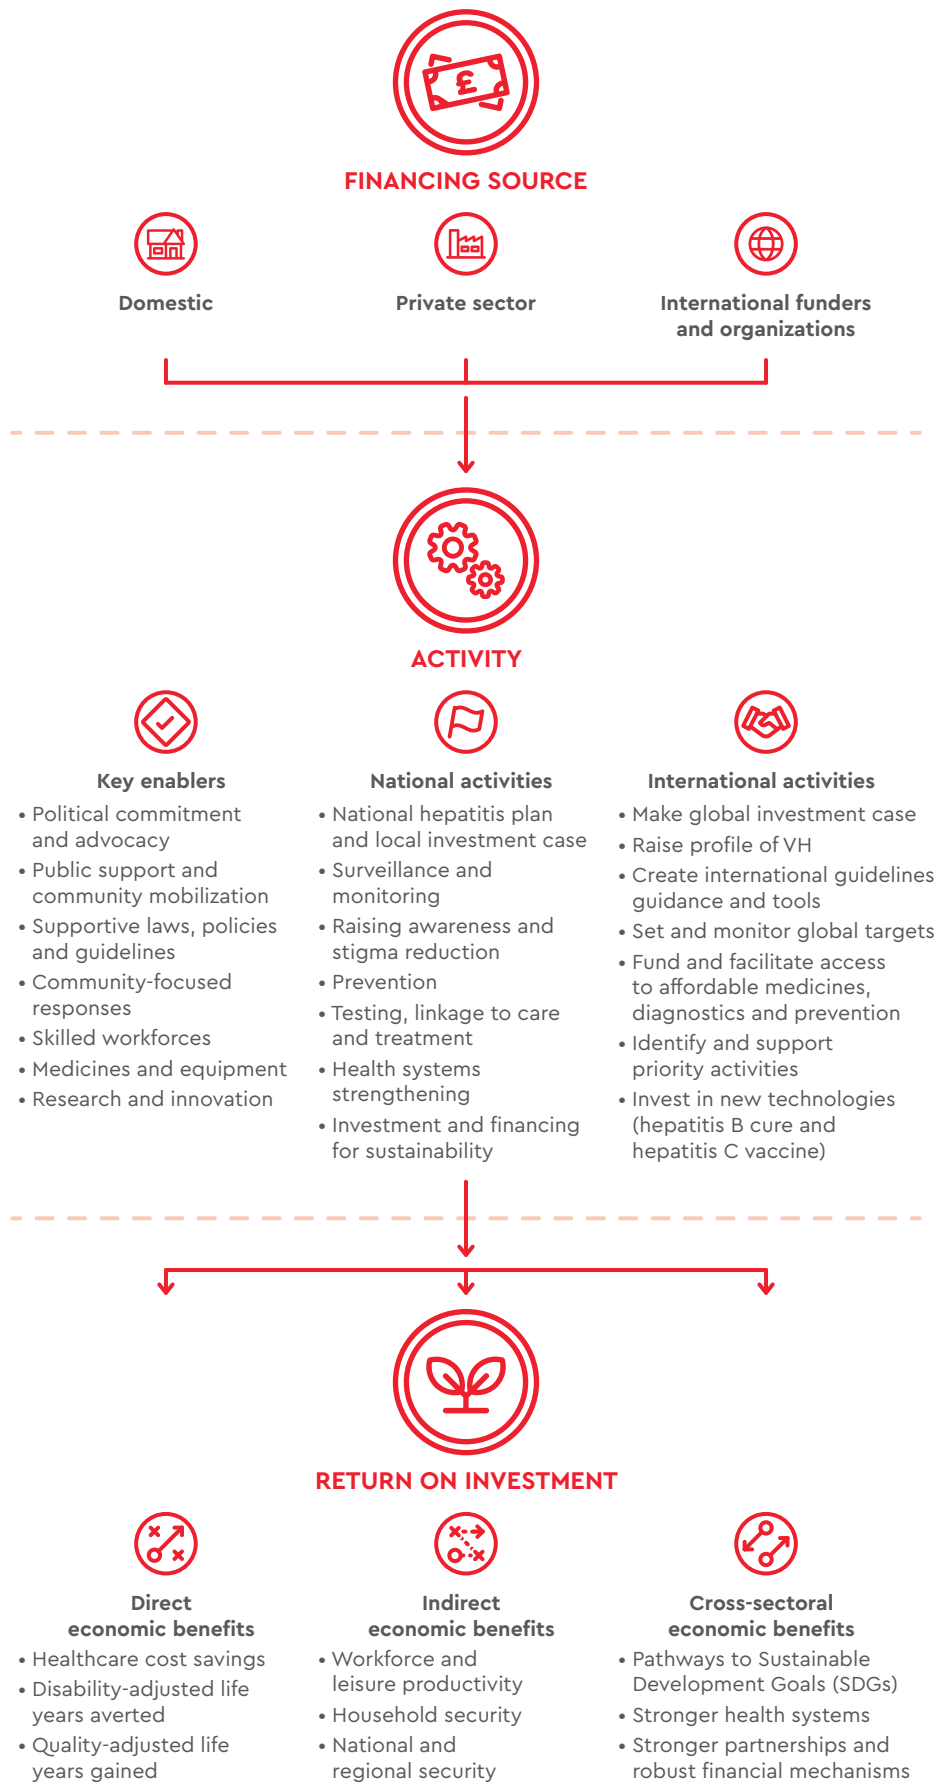 £
FINANCING SOURCE
Domestic
Private sector
International funders
and organizations
ACTIVITY
Key enablers
• Political commitment
and advocacy
• Public support and
community mobilization
• Supportive laws, policies
and guidelines
• Community-focused
responses
• Skilled workforces
• Medicines and equipment
• Research and innovation
National activities
• National hepatitis plan
and local investment case
• Surveillance and
monitoring
• Raising awareness and
stigma reduction
• Prevention
• Testing, linkage to care
and treatment
• Health systems
strengthening
• Investment and financing
for sustainability
International activities
• Make global investment case
• Raise profile of VH
• Create international guidelines
guidance and tools
• Set and monitor global targets
• Fund and facilitate access
to affordable medicines,
diagnostics and prevention
• Identify and support
priority activities
• Invest in new technologies
(hepatitis B cure and
hepatitis C vaccine)
RETURN ON INVESTMENT
Direct
economic benefits
• Healthcare cost savings
• Disability-adjusted life
years averted
• Quality-adjusted life
years gained
Indirect
economic benefits
• Workforce and
leisure productivity
• Household security
• National and
regional security
Cross-sectoral
economic benefits
• Pathways to Sustainable
Development Goals (SDGs)
• Stronger health systems
• Stronger partnerships and
robust financial mechanisms